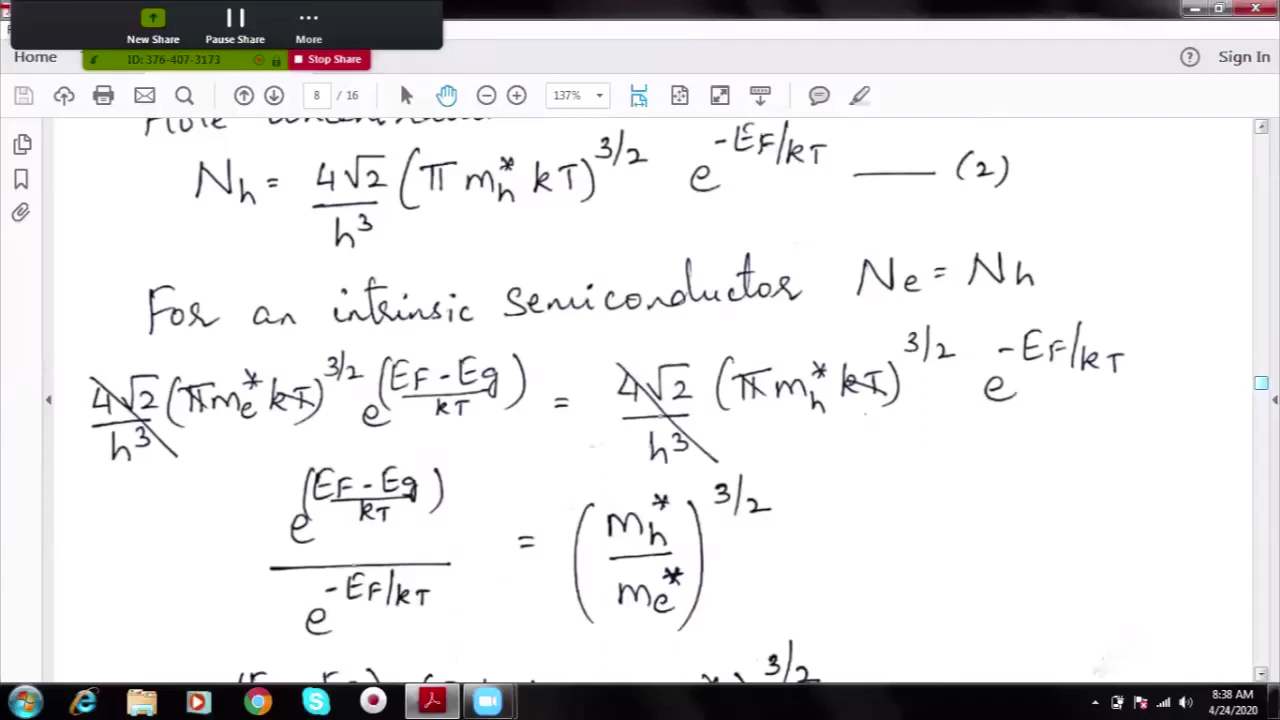 New Share Pause Share More
ID: 376-407-3173 Stop Share
Home Sign In
8 / 16 137%
Hole
N_h = 4√2/h³ (π m_h* kT)^{3/2} e^{-E_F/kT} —— (2)
For an intrinsic semiconductor N_e = N_h
4√2/h³ (π m_e* kT)^{3/2} e^{(E_F - E_g / kT)} = 4√2/h³ (π m_h* kT)^{3/2} e^{-E_F/kT}
e^{(E_F - E_g / kT)} / e^{-E_F/kT} = (m_h* / m_e*)^{3/2}
3/2
8:38 AM
4/24/2020